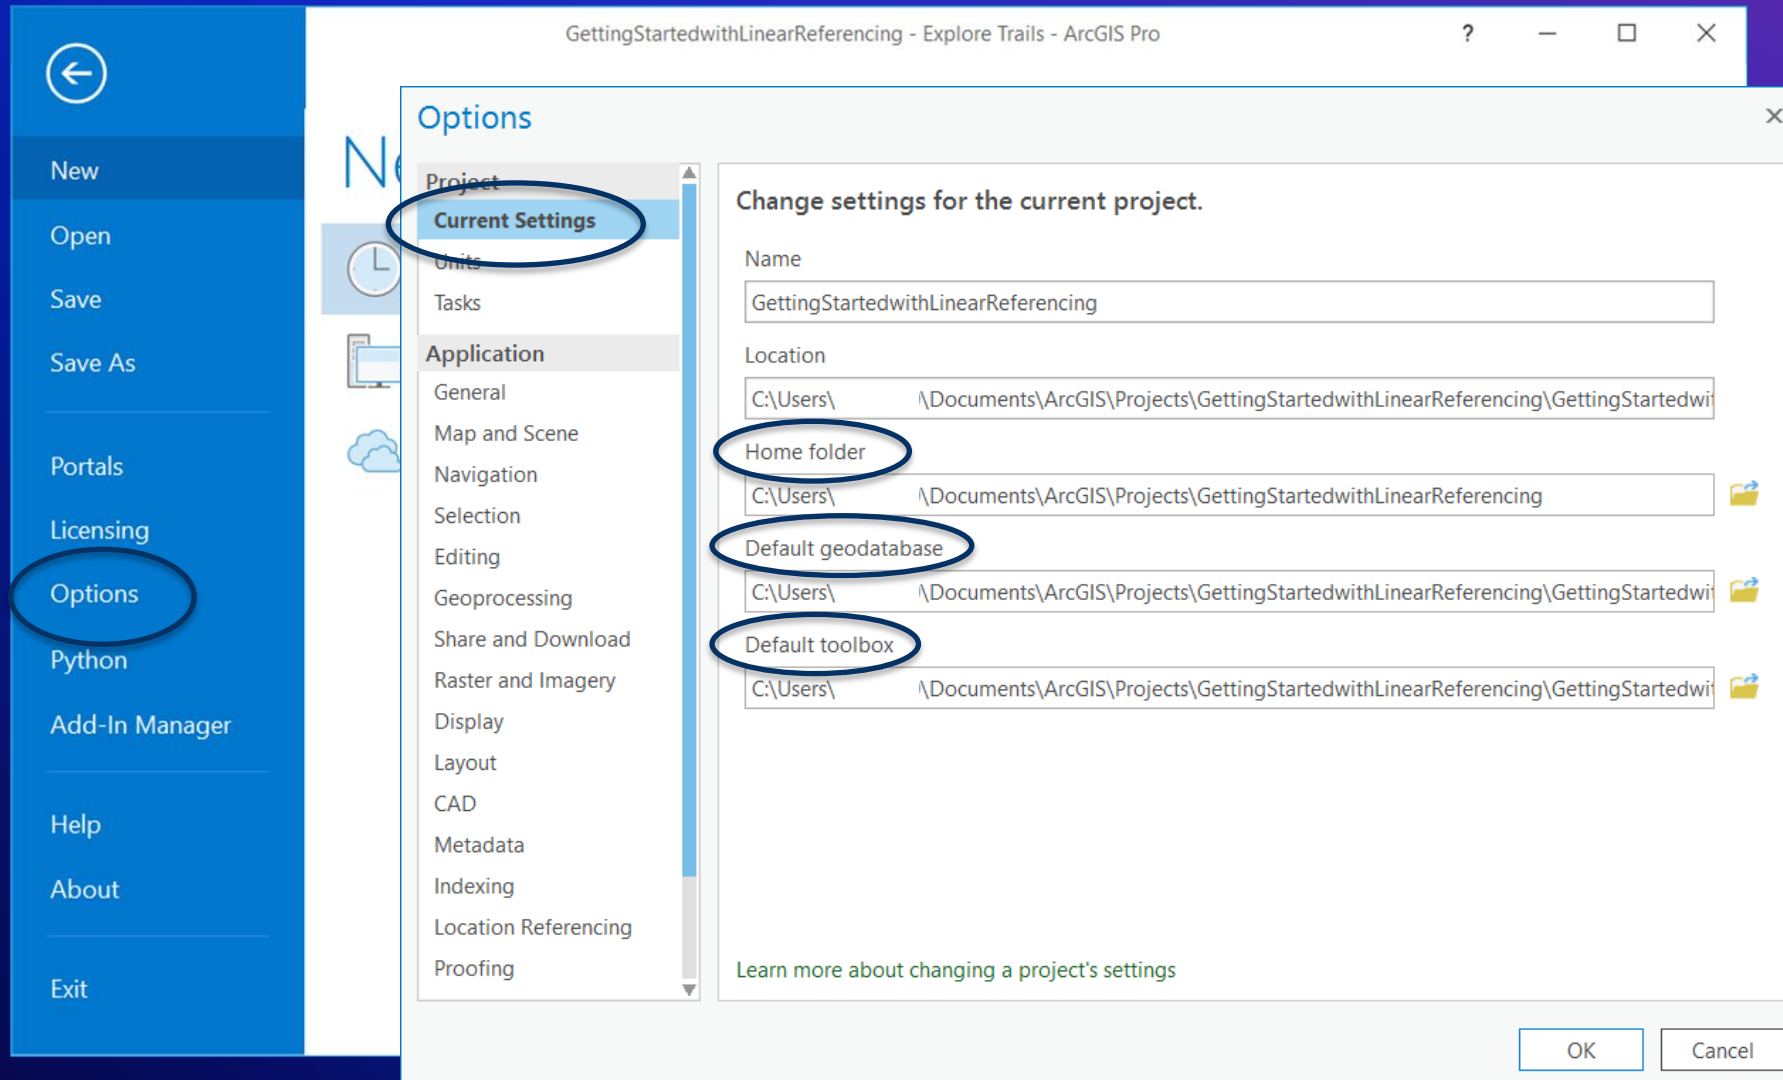 GettingStartedwithLinearReferencing - Explore Trails - ArcGIS Pro
?
New
Open
Save
Save As
Portals
Licensing
Options
Python
Add-In Manager
Help
About
Exit
Options
Project
Current Settings
Units
Tasks
Application
General
Map and Scene
Navigation
Selection
Editing
Geoprocessing
Share and Download
Raster and Imagery
Display
Layout
CAD
Metadata
Indexing
Location Referencing
Proofing
Change settings for the current project.
Name
GettingStartedwithLinearReferencing
Location
C:\Users\ \Documents\ArcGIS\Projects\GettingStartedwithLinearReferencing\GettingStartedwit
Home folder
C:\Users\ \Documents\ArcGIS\Projects\GettingStartedwithLinearReferencing
Default geodatabase
C:\Users\ \Documents\ArcGIS\Projects\GettingStartedwithLinearReferencing\GettingStartedwit
Default toolbox
C:\Users\ \Documents\ArcGIS\Projects\GettingStartedwithLinearReferencing\GettingStartedwit
Learn more about changing a project's settings
OK
Cancel